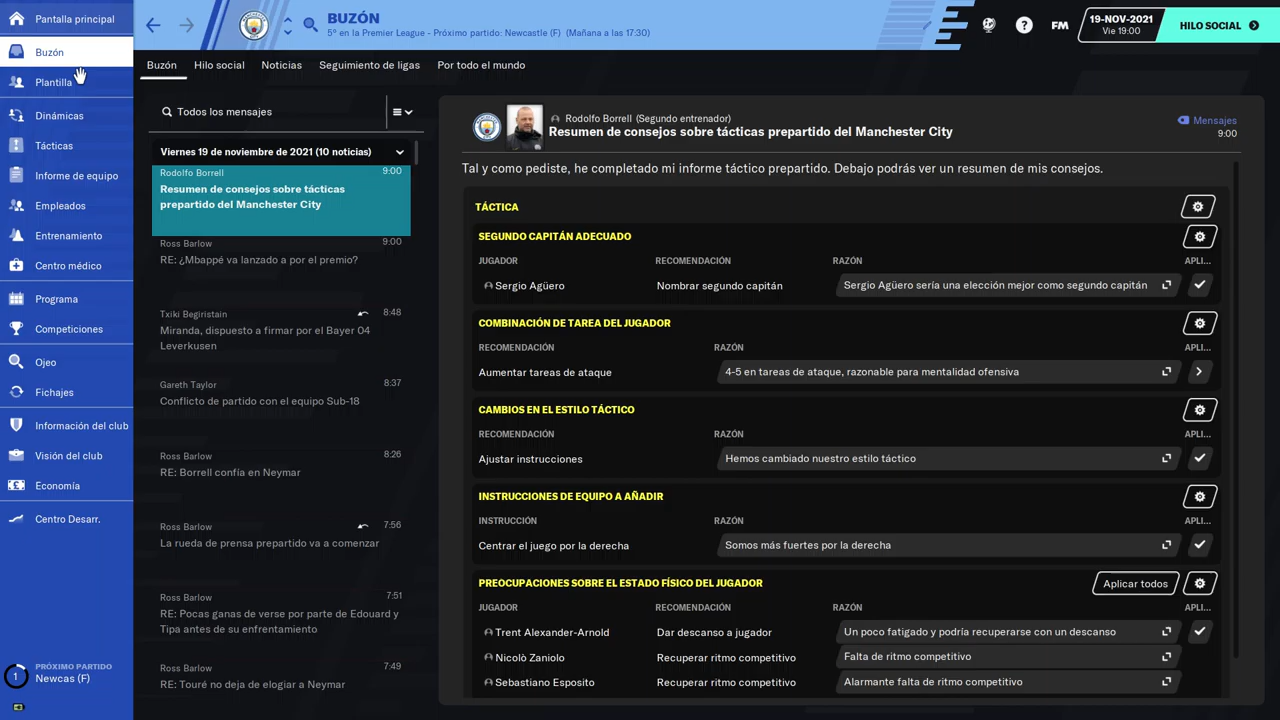 Pantalla principal
Buzón
Plantilla
Dinámicas
Tácticas
Informe de equipo
Empleados
Entrenamiento
Centro médico
Programa
Competiciones
Ojeo
Fichajes
Información del club
Visión del club
Economía
Centro Desarr.
1
PRÓXIMO PARTIDO
Newcas (F)
BUZÓN
5º en la Premier League - Próximo partido: Newcastle (F) (Mañana a las 17:30)
?
FM
19-NOV-2021
Vie 19:00
HILO SOCIAL
Buzón Hilo social Noticias Seguimiento de ligas Por todo el mundo
Todos los mensajes
Viernes 19 de noviembre de 2021 (10 noticias)
Rodolfo Borrell 9:00
Resumen de consejos sobre tácticas
prepartido del Manchester City
Ross Barlow 9:00
RE: ¿Mbappé va lanzado a por el premio?
Txiki Begiristain 8:48
Miranda, dispuesto a firmar por el Bayer 04
Leverkusen
Gareth Taylor 8:37
Conflicto de partido con el equipo Sub-18
Ross Barlow 8:26
RE: Borrell confía en Neymar
Ross Barlow 7:56
La rueda de prensa prepartido va a comenzar
Ross Barlow 7:51
RE: Pocas ganas de verse por parte de Edouard y
Tipa antes de su enfrentamiento
Ross Barlow 7:49
RE: Touré no deja de elogiar a Neymar
Rodolfo Borrell (Segundo entrenador)
Resumen de consejos sobre tácticas prepartido del Manchester City
Mensajes
9:00
Tal y como pediste, he completado mi informe táctico prepartido. Debajo podrás ver un resumen de mis consejos.
TÁCTICA
SEGUNDO CAPITÁN ADECUADO
JUGADOR RECOMENDACIÓN RAZÓN APLI...
Sergio Agüero Nombrar segundo capitán Sergio Agüero sería una elección mejor como segundo capitán
COMBINACIÓN DE TAREA DEL JUGADOR
RECOMENDACIÓN RAZÓN APLI...
Aumentar tareas de ataque 4-5 en tareas de ataque, razonable para mentalidad ofensiva
CAMBIOS EN EL ESTILO TÁCTICO
RECOMENDACIÓN RAZÓN APLI...
Ajustar instrucciones Hemos cambiado nuestro estilo táctico
INSTRUCCIONES DE EQUIPO A AÑADIR
INSTRUCCIÓN RAZÓN APLI...
Centrar el juego por la derecha Somos más fuertes por la derecha
PREOCUPACIONES SOBRE EL ESTADO FÍSICO DEL JUGADOR Aplicar todos
JUGADOR RECOMENDACIÓN RAZÓN APLI...
Trent Alexander-Arnold Dar descanso a jugador Un poco fatigado y podría recuperarse con un descanso
Nicolò Zaniolo Recuperar ritmo competitivo Falta de ritmo competitivo
Sebastiano Esposito Recuperar ritmo competitivo Alarmante falta de ritmo competitivo